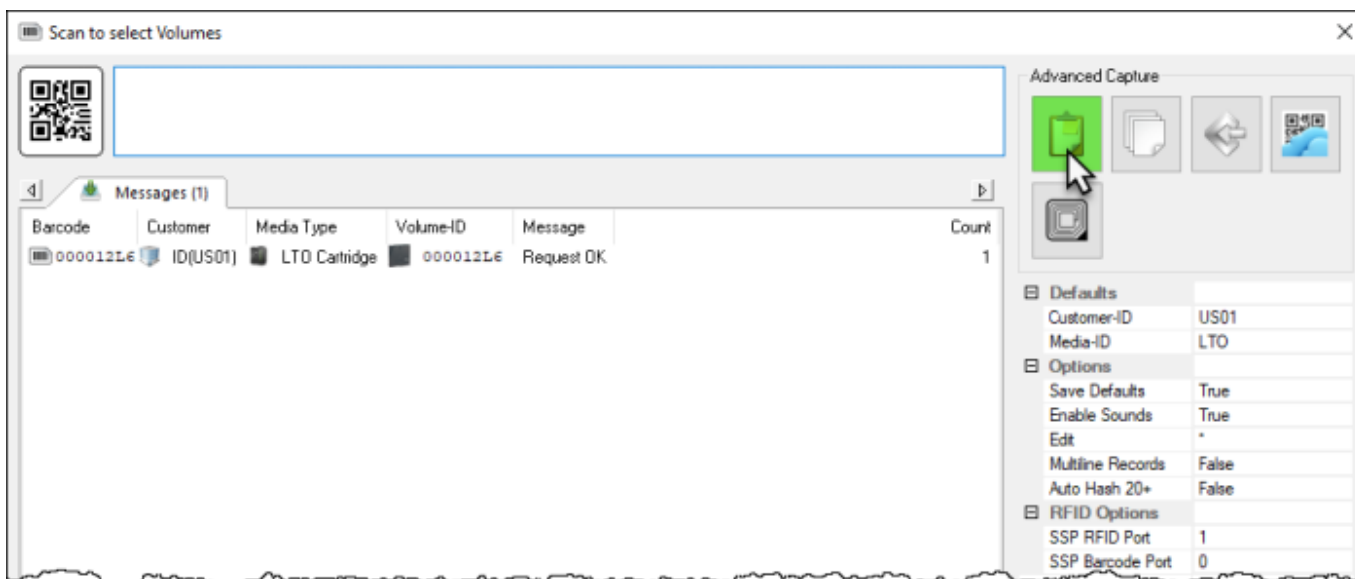 Scan to select Volumes
Advanced Capture
Messages (1)
Barcode Customer Media Type Volume-ID Message Count
000012L6 ID(US01) LTO Cartridge 000012L6 Request OK 1
Defaults
Customer-ID US01
Media-ID LTO
Options
Save Defaults True
Enable Sounds True
Edit *
Multiline Records False
Auto Hash 20+ False
RFID Options
SSP RFID Port 1
SSP Barcode Port 0